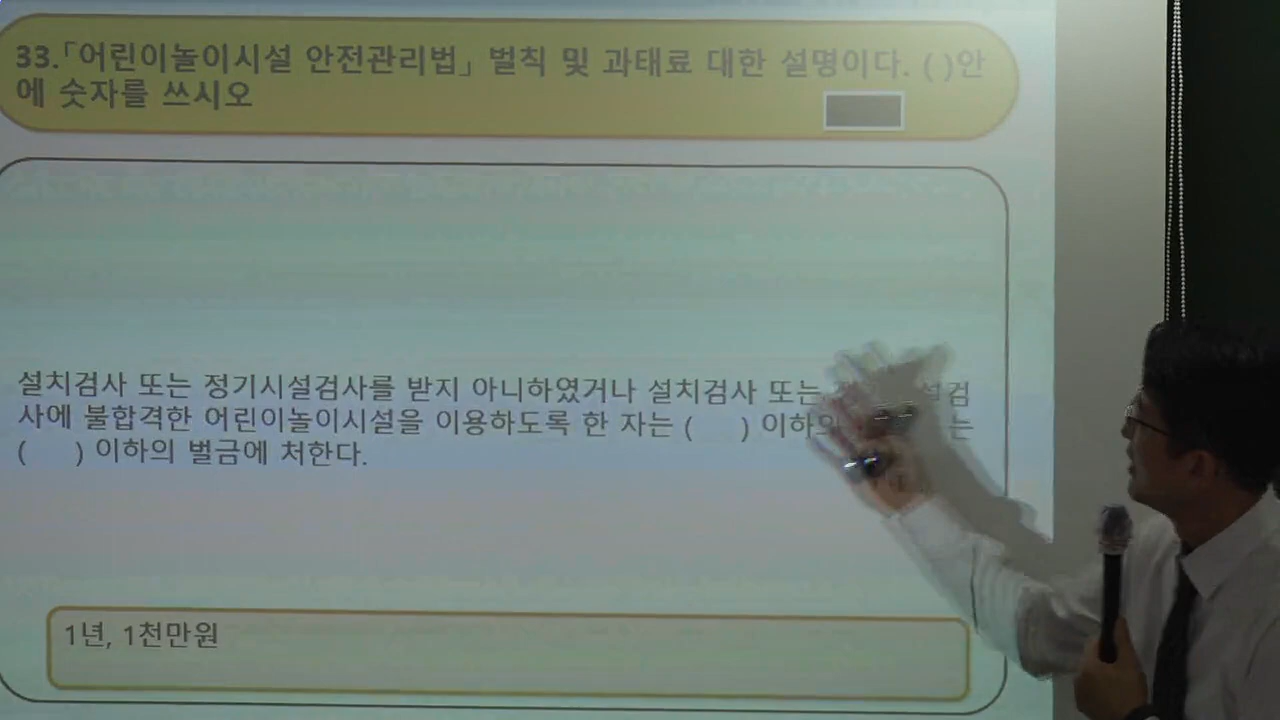 33.「어린이놀이시설 안전관리법」 벌칙 및 과태료 대한 설명이다. ( )안
에 숫자를 쓰시오
설치검사 또는 정기시설검사를 받지 아니하였거나 설치검사 또는 설검
사에 불합격한 어린이놀이시설을 이용하도록 한 자는 ( ) 이하의 는
( ) 이하의 벌금에 처한다.
1년, 1천만원